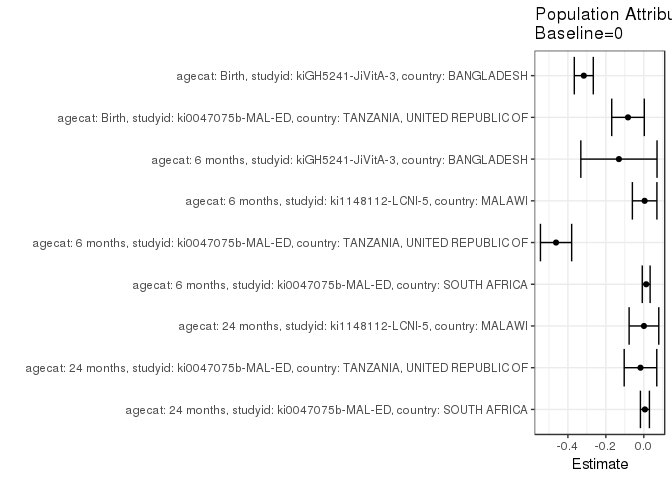 Population Attribu
Baseline=0
agecat: Birth, studyid: kiGH5241-JiVitA-3, country: BANGLADESH
agecat: Birth, studyid: ki0047075b-MAL-ED, country: TANZANIA, UNITED REPUBLIC OF
agecat: 6 months, studyid: kiGH5241-JiVitA-3, country: BANGLADESH
agecat: 6 months, studyid: ki1148112-LCNI-5, country: MALAWI
agecat: 6 months, studyid: ki0047075b-MAL-ED, country: TANZANIA, UNITED REPUBLIC OF
agecat: 6 months, studyid: ki0047075b-MAL-ED, country: SOUTH AFRICA
agecat: 24 months, studyid: ki1148112-LCNI-5, country: MALAWI
agecat: 24 months, studyid: ki0047075b-MAL-ED, country: TANZANIA, UNITED REPUBLIC OF
agecat: 24 months, studyid: ki0047075b-MAL-ED, country: SOUTH AFRICA
-0.4 -0.2 0.0
Estimate